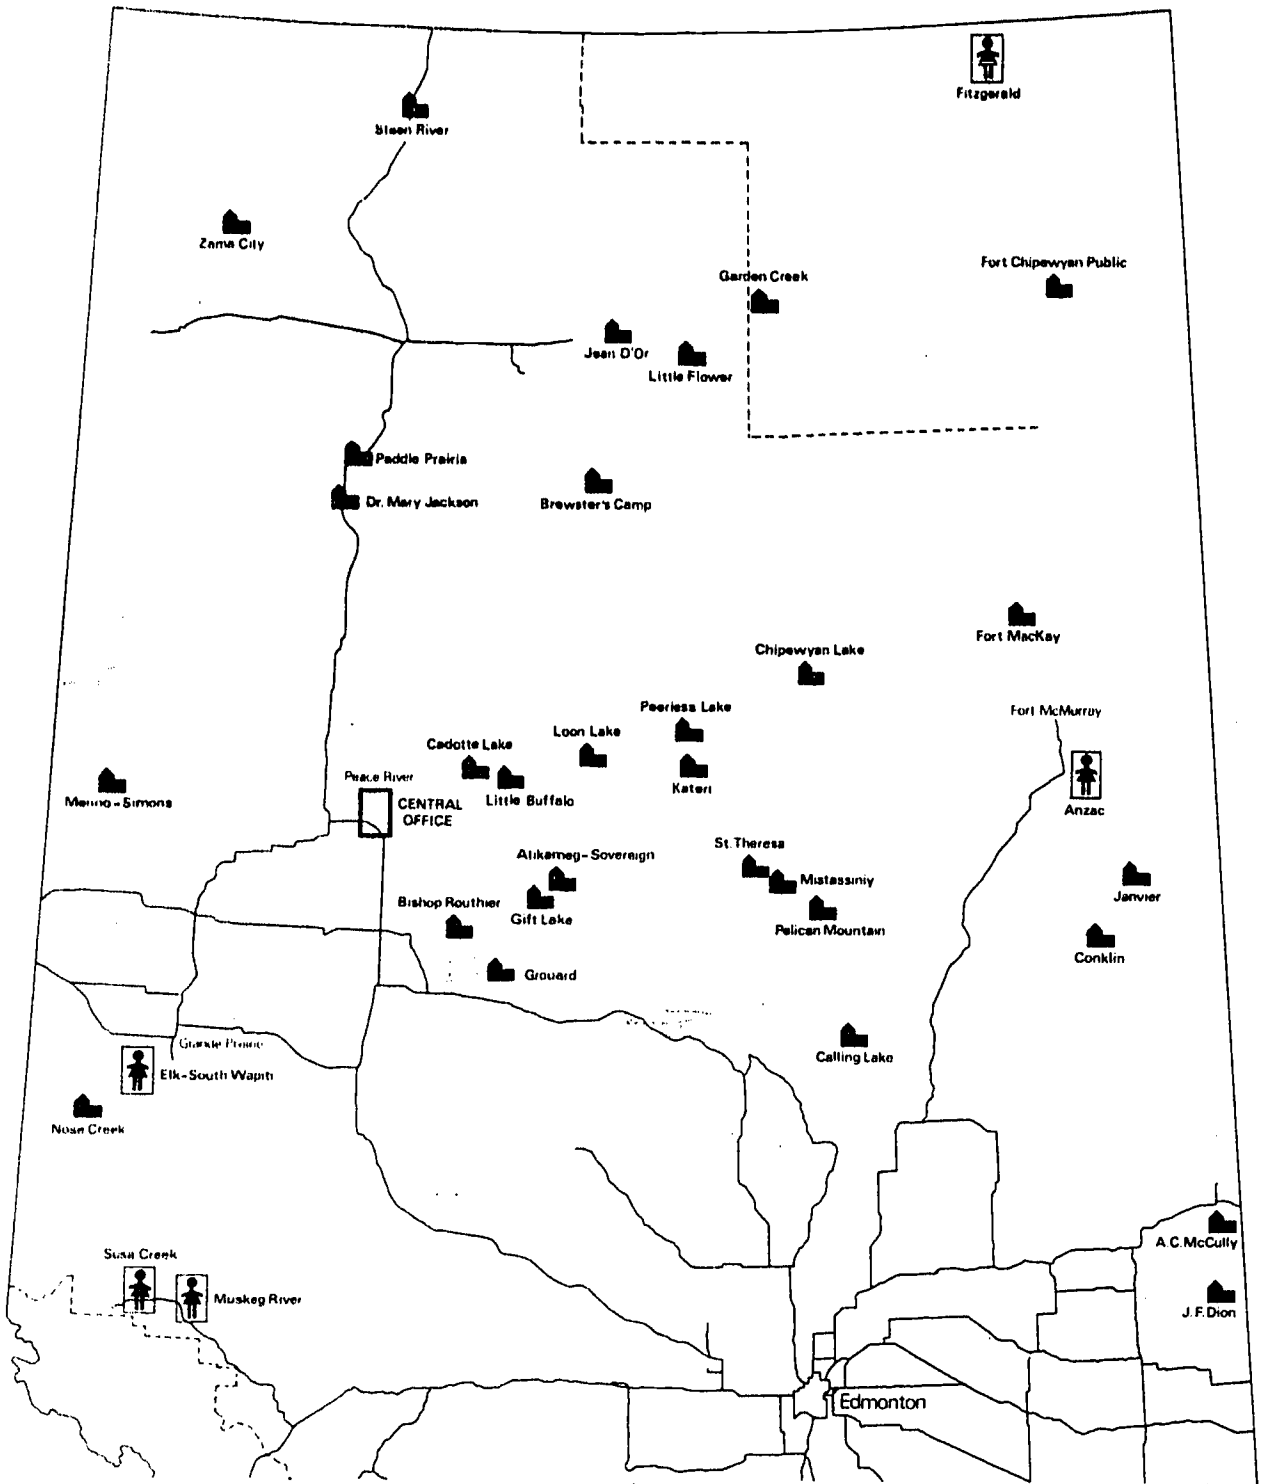 Fitzgerald
Steen River
Zama City
Fort Chipewyan Public
Garden Creek
Jean D'Or
Little Flower
Paddle Prairie
Dr. Mary Jackson
Brewster's Camp
Fort MacKay
Chipewyan Lake
Peerless Lake
Fort McMurray
Loon Lake
Cadotte Lake
Peace River
Kateri
Little Buffalo
Menno-Simons
CENTRAL
OFFICE
Anzac
St. Theresa
Atikameg-Sovereign
Mistassiniy
Janvier
Bishop Routhier
Gift Lake
Pelican Mountain
Conklin
Grouard
Grande Prairie
Calling Lake
Elk-South Wapiti
Nose Creek
A.C. McCully
Susa Creek
Muskeg River
J.F. Dion
Edmonton